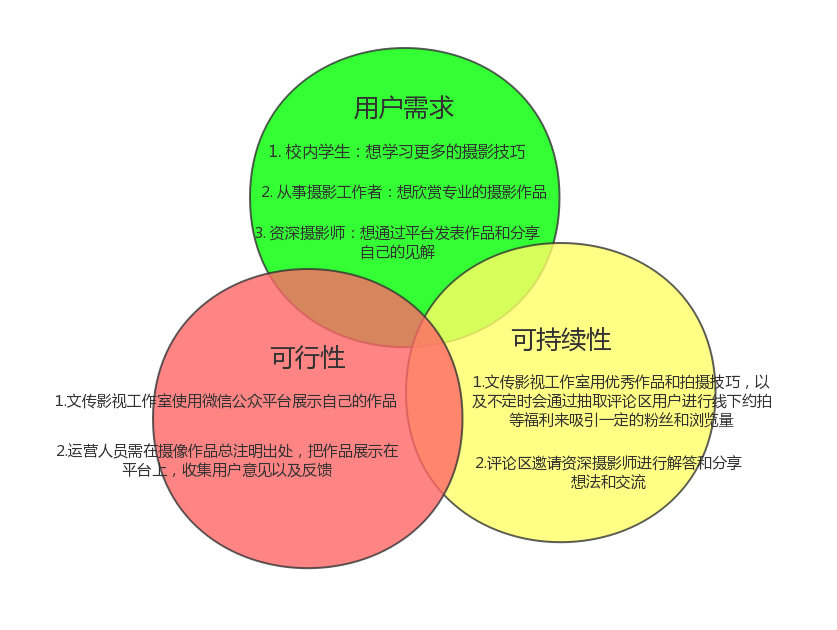 用户需求
1. 校内学生：想学习更多的摄影技巧
2. 从事摄影工作者：想欣赏专业的摄影作品
3. 资深摄影师：想通过平台发表作品和分享
自己的见解
可行性
1.文传影视工作室使用微信公众平台展示自己的作品
2.运营人员需在摄像作品总注明出处，把作品展示在
平台上，收集用户意见以及反馈
可持续性
1.文传影视工作室用优秀作品和拍摄技巧，以
及不定时会通过抽取评论区用户进行线下约拍
等福利来吸引一定的粉丝和浏览量
2.评论区邀请资深摄影师进行解答和分享
想法和交流